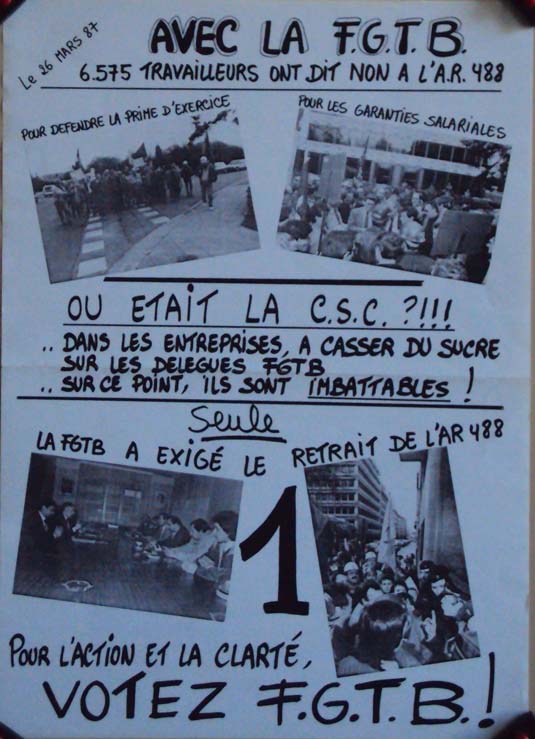 Le 26 MARS 87
AVEC LA F.G.T.B.
6.575 TRAVAILLEURS ONT DIT NON A L'A.R. 488
POUR DEFENDRE LA PRIME D'EXERCICE
POUR LES GARANTIES SALARIALES
OU ETAIT LA C.S.C. ?!!!
.. DANS LES ENTREPRISES, A CASSER DU SUCRE
SUR LES DELEGUES FGTB
.. SUR CE POINT, ILS SONT IMBATTABLES !
Seule
LA FGTB A EXIGÉ LE RETRAIT DE L'AR 488
1
POUR L'ACTION ET LA CLARTÉ,
VOTEZ F.G.T.B.!